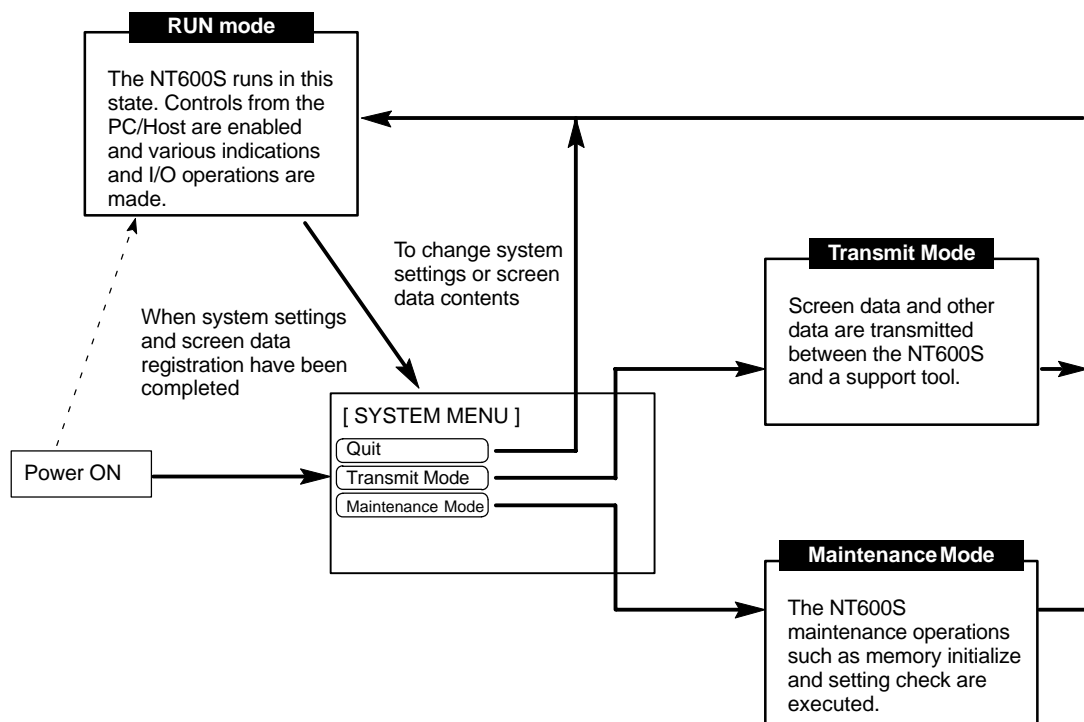 RUN mode
The NT600S runs in this
state. Controls from the
PC/Host are enabled
and various indications
and I/O operations are
made.
To change system
settings or screen
data contents
When system settings
and screen data
registration have been
completed
Transmit Mode
Screen data and other
data are transmitted
between the NT600S
and a support tool.
Power ON
[ SYSTEM MENU ]
Quit
Transmit Mode
Maintenance Mode
Maintenance Mode
The NT600S
maintenance operations
such as memory initialize
and setting check are
executed.